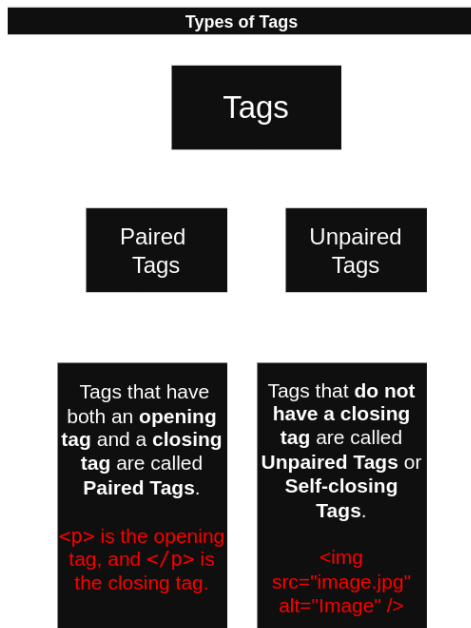 Types of Tags
Tags
Paired
Tags
Unpaired
Tags
Tags that have
both an opening
tag and a closing
tag are called
Paired Tags.
<p> is the opening
tag, and </p> is
the closing tag.
Tags that do not
have a closing
tag are called
Unpaired Tags or
Self-closing
Tags.
<img
src="image.jpg"
alt="Image" />